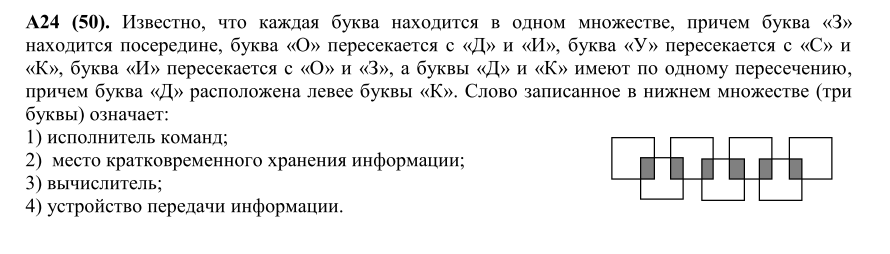 А24 (50). Известно, что каждая буква находится в одном множестве, причем буква «З»
находится посередине, буква «О» пересекается с «Д» и «И», буква «У» пересекается с «С» и
«К», буква «И» пересекается с «О» и «З», а буквы «Д» и «К» имеют по одному пересечению,
причем буква «Д» расположена левее буквы «К». Слово записанное в нижнем множестве (три
буквы) означает:
1) исполнитель команд;
2) место кратковременного хранения информации;
3) вычислитель;
4) устройство передачи информации.